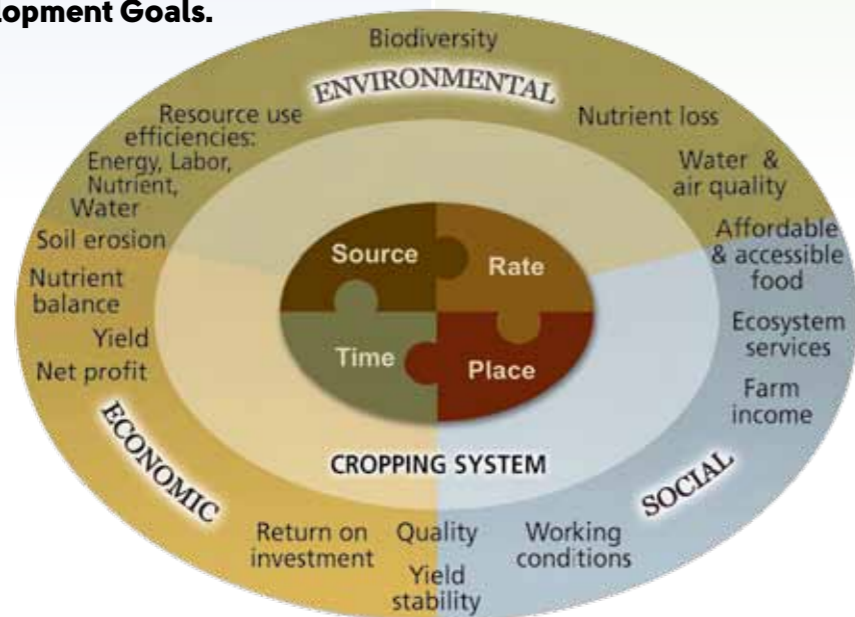 lopment Goals.
Biodiversity
ENVIRONMENTAL
Resource use
efficiencies:
Energy, Labor,
Nutrient,
Water
Nutrient loss
Water &
air quality
Soil erosion
Nutrient
balance
Yield
Net profit
ECONOMIC
Affordable
& accessible
food
Ecosystem
services
Farm
income
SOCIAL
Source
Rate
Time
Place
CROPPING SYSTEM
Return on
investment
Quality
Yield
stability
Working
conditions